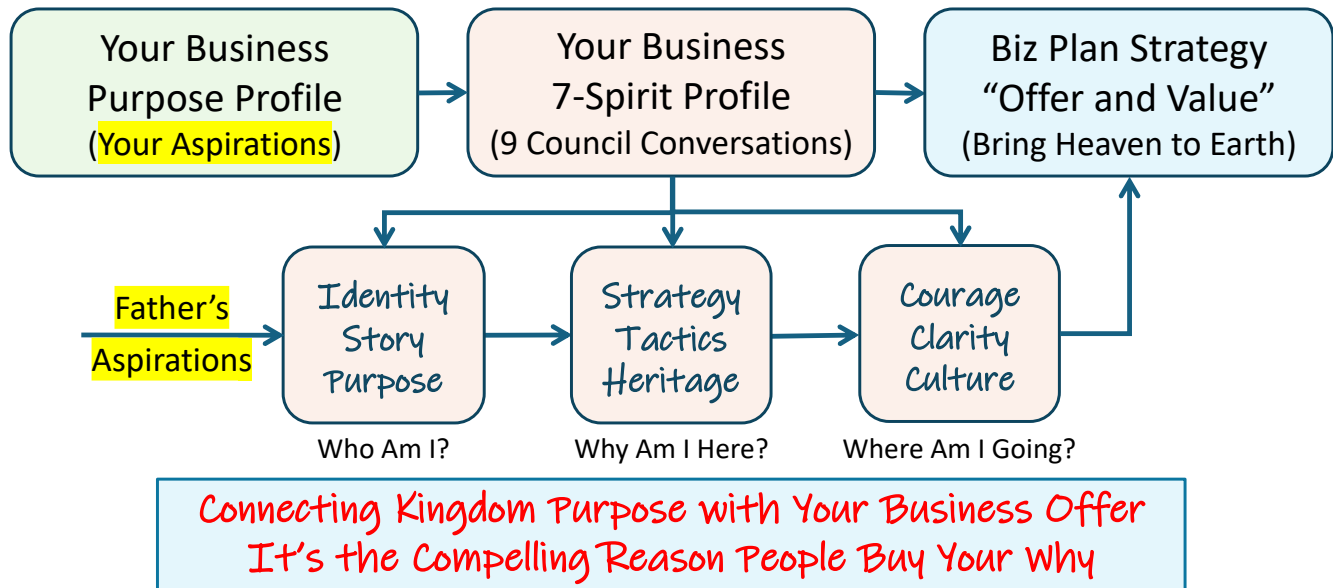 Your Business
Purpose Profile
(Your Aspirations)
Your Business
7-Spirit Profile
(9 Council Conversations)
Biz Plan Strategy
“Offer and Value”
(Bring Heaven to Earth)
Father’s
Aspirations
Identity
Story
Purpose
Who Am I?
Strategy
Tactics
Heritage
Why Am I Here?
Courage
Clarity
Culture
Where Am I Going?
Connecting Kingdom Purpose with Your Business Offer
It’s the Compelling Reason People Buy Your Why